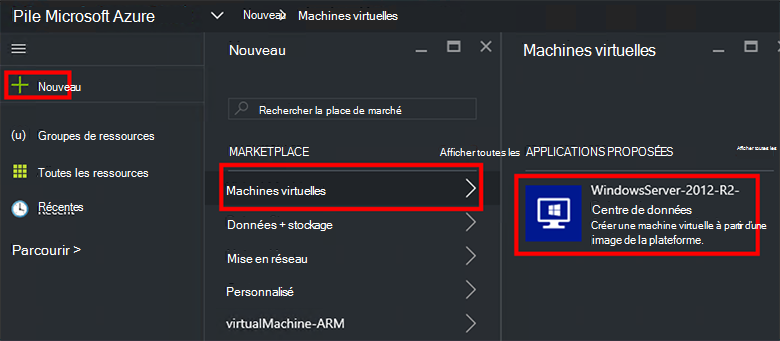 Pile Microsoft Azure
Nouveau
Machines virtuelles
Nouveau
Groupes de ressources
Toutes les ressources
Récentes
Parcourir >
Nouveau
Rechercher la place de marché
MARKETPLACE
Afficher toutes les
Machines virtuelles
Données + stockage
Mise en réseau
Personnalisé
virtualMachine-ARM
Machines virtuelles
APPLICATIONS PROPOSÉES
Afficher toutes les
WindowsServer-2012-R2-
Centre de données
Créer une machine virtuelle à partir d'une
image de la plateforme.